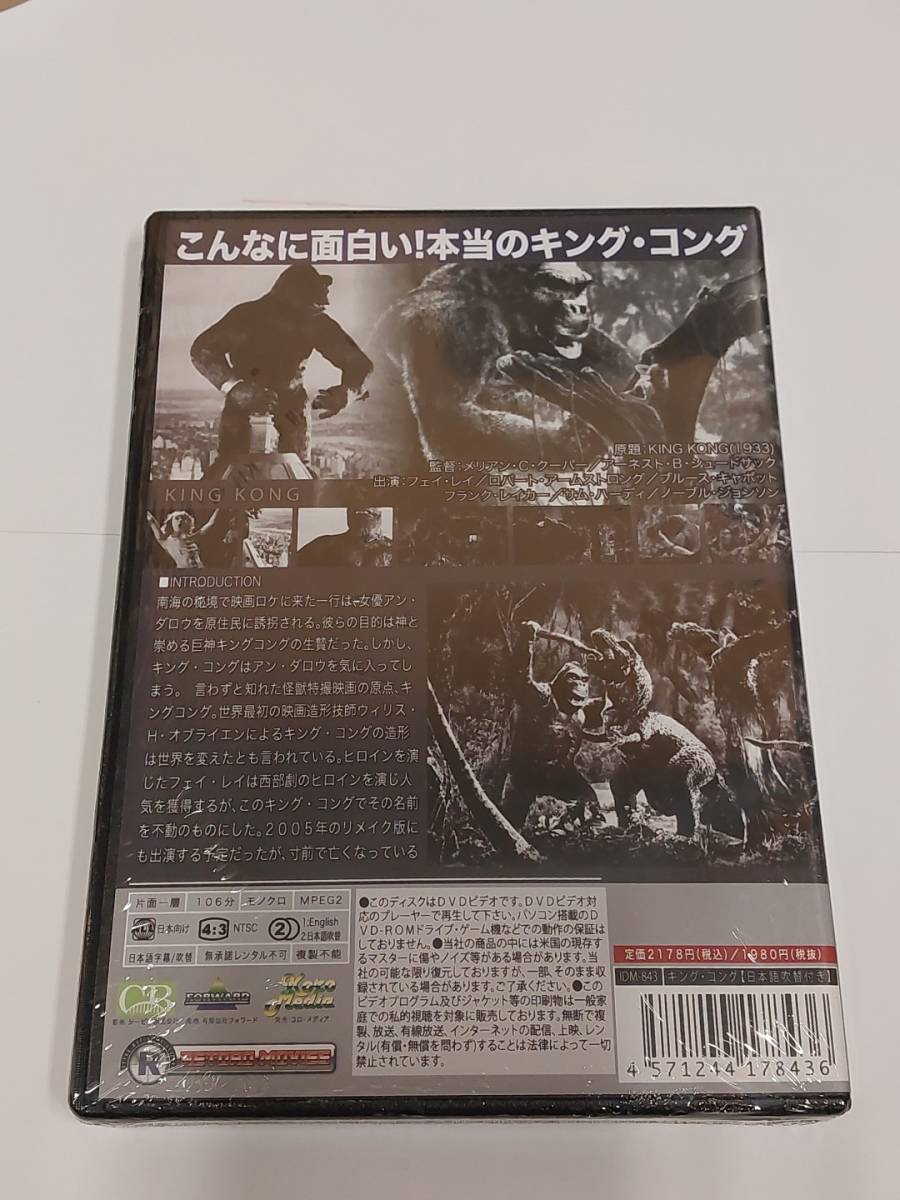 こんなに面白い!本当のキング・コング
原題：KING KONG(1933)
監督：メリアン・C・クーパー／アーネスト・B・シュードサック
出演：フェイ・レイ／ロバート・アームストロング／ブルース・キャボット
フランク・レイカー／サム・ハーディ／ノーブル・ジョンソン
KING KONG
■INTRODUCTION
南海の秘境で映画ロケに来た一行は、女優アン・
ダロウを原住民に誘拐される。彼らの目的は神と
崇める巨神キングコングの生贄だった。しかし、
キング・コングはアン・ダロウを気に入ってし
まう。 言わずと知れた怪獣特撮映画の原点、キ
ングコング。世界最初の映画造形技師ウィリス・
H・オブライエンによるキング・コングの造形
は世界を変えたとも言われている。ヒロインを演
じたフェイ・レイは西部劇のヒロインを演じ人
気を獲得するが、このキング・コングでその名前
を不動のものにした。2005年のリメイク版に
も出演する予定だったが、寸前で亡くなっている
片面一層 106分 モノクロ MPEG2
日本向け 4:3 NTSC 2 1:English
2:日本語吹替
日本語字幕/吹替 無承諾レンタル不可 複製不能
CB FORWARD Koro Media
発売:有限会社フォワード 発売:コロ・メディア
R
●このディスクはDVDビデオです。DVDビデオ対
応のプレーヤーで再生して下さい。パソコン搭載のD
VD-ROMドライブ・ゲーム機などでの動作の保証は
しておりません。●当社の商品の中には米国の現存す
るマスターに傷やノイズ等がある場合があります。当
社の可能な限り復元しておりますが、一部、そのまま収
録されている場合があります。ご了承ください。●この
ビデオプログラム及びジャケット等の印刷物は一般家
庭での私的視聴を対象に販売しております。無断で複
製、放送、有線放送、インターネットの配信、上映、レン
タル(有償・無償を問わず)することは法律によって一切
禁止されています。
定価2178円(税込)/1980円(税抜)
IDM-843 キング・コング【日本語吹替付き】
4 571244 178436